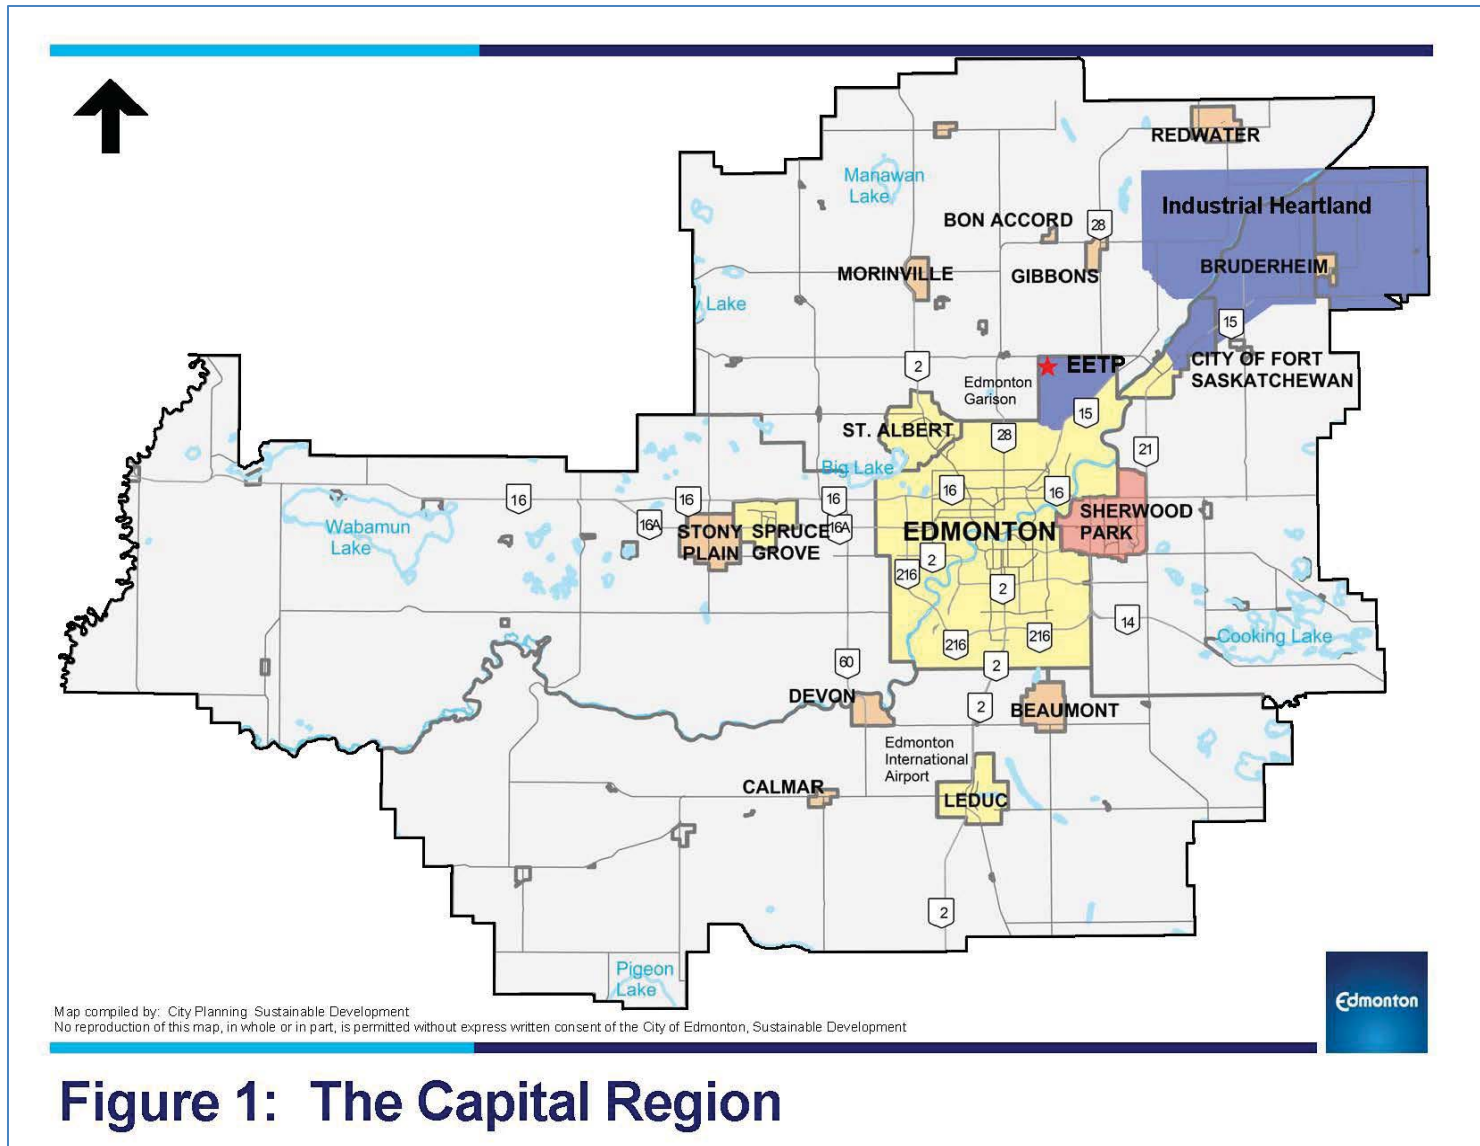 REDWATER
Manawan
Lake
Industrial Heartland
BON ACCORD
28
MORINVILLE
GIBBONS
BRUDERHEIM
Lake
15
2
EETP
CITY OF FORT
SASKATCHEWAN
Edmonton
Garison
15
ST. ALBERT
28
21
Big Lake
16
16
16
16
16
Wabamun
Lake
16A
STONY
PLAIN
SPRUCE
GROVE
16A
EDMONTON
SHERWOOD
PARK
2
216
2
14
216
216
Cooking Lake
60
2
DEVON
2
BEAUMONT
Edmonton
International
Airport
CALMAR
LEDUC
2
Pigeon
Lake
Map compiled by: City Planning Sustainable Development
No reproduction of this map, in whole or in part, is permitted without express written consent of the City of Edmonton, Sustainable Development
Edmonton
Figure 1: The Capital Region